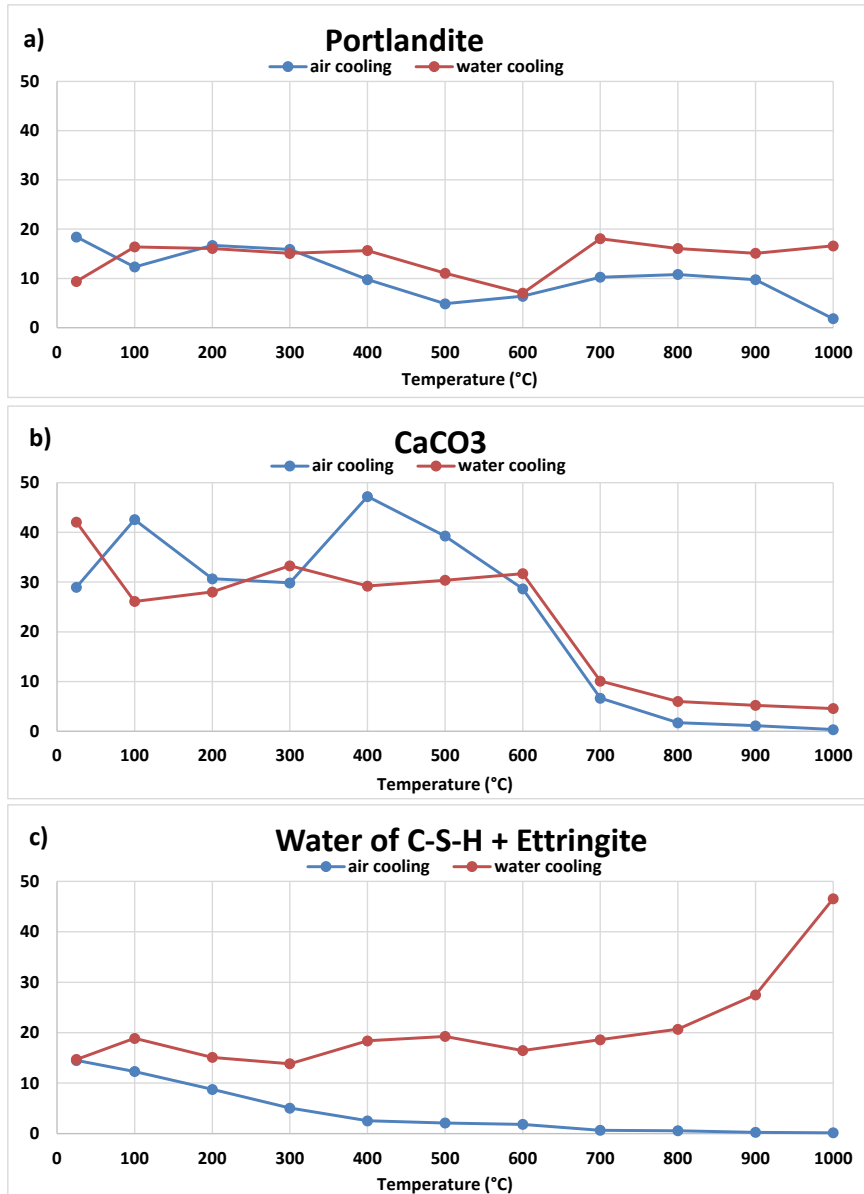 a)
Portlandite
air cooling water cooling
50
40
30
20
10
0
0 100 200 300 400 500 600 700 800 900 1000
Temperature (°C)
b)
CaCO3
air cooling water cooling
50
40
30
20
10
0
0 100 200 300 400 500 600 700 800 900 1000
Temperature (°C)
c)
Water of C-S-H + Ettringite
air cooling water cooling
50
40
30
20
10
0
0 100 200 300 400 500 600 700 800 900 1000
Temperature (°C)